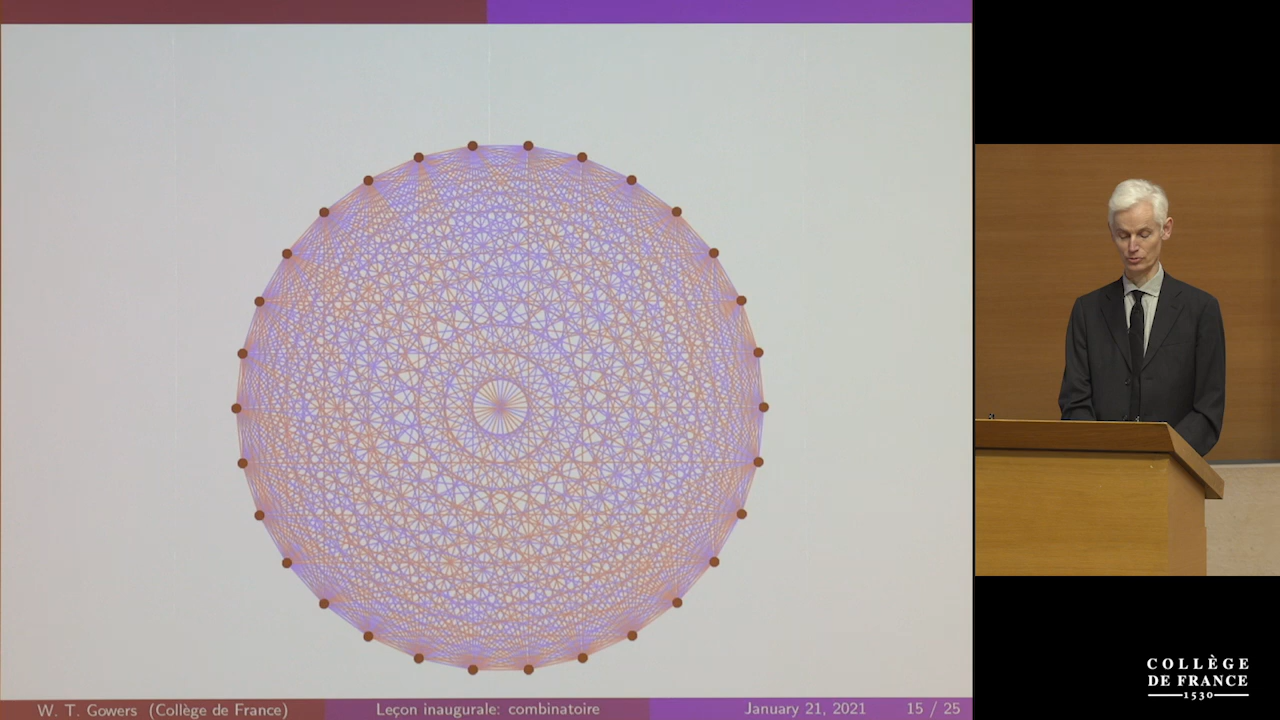 W. T. Gowers (Collège de France)
Leçon inaugurale: combinatoire
January 21, 2021
15 / 25
COLLÈGE
DE FRANCE
1530